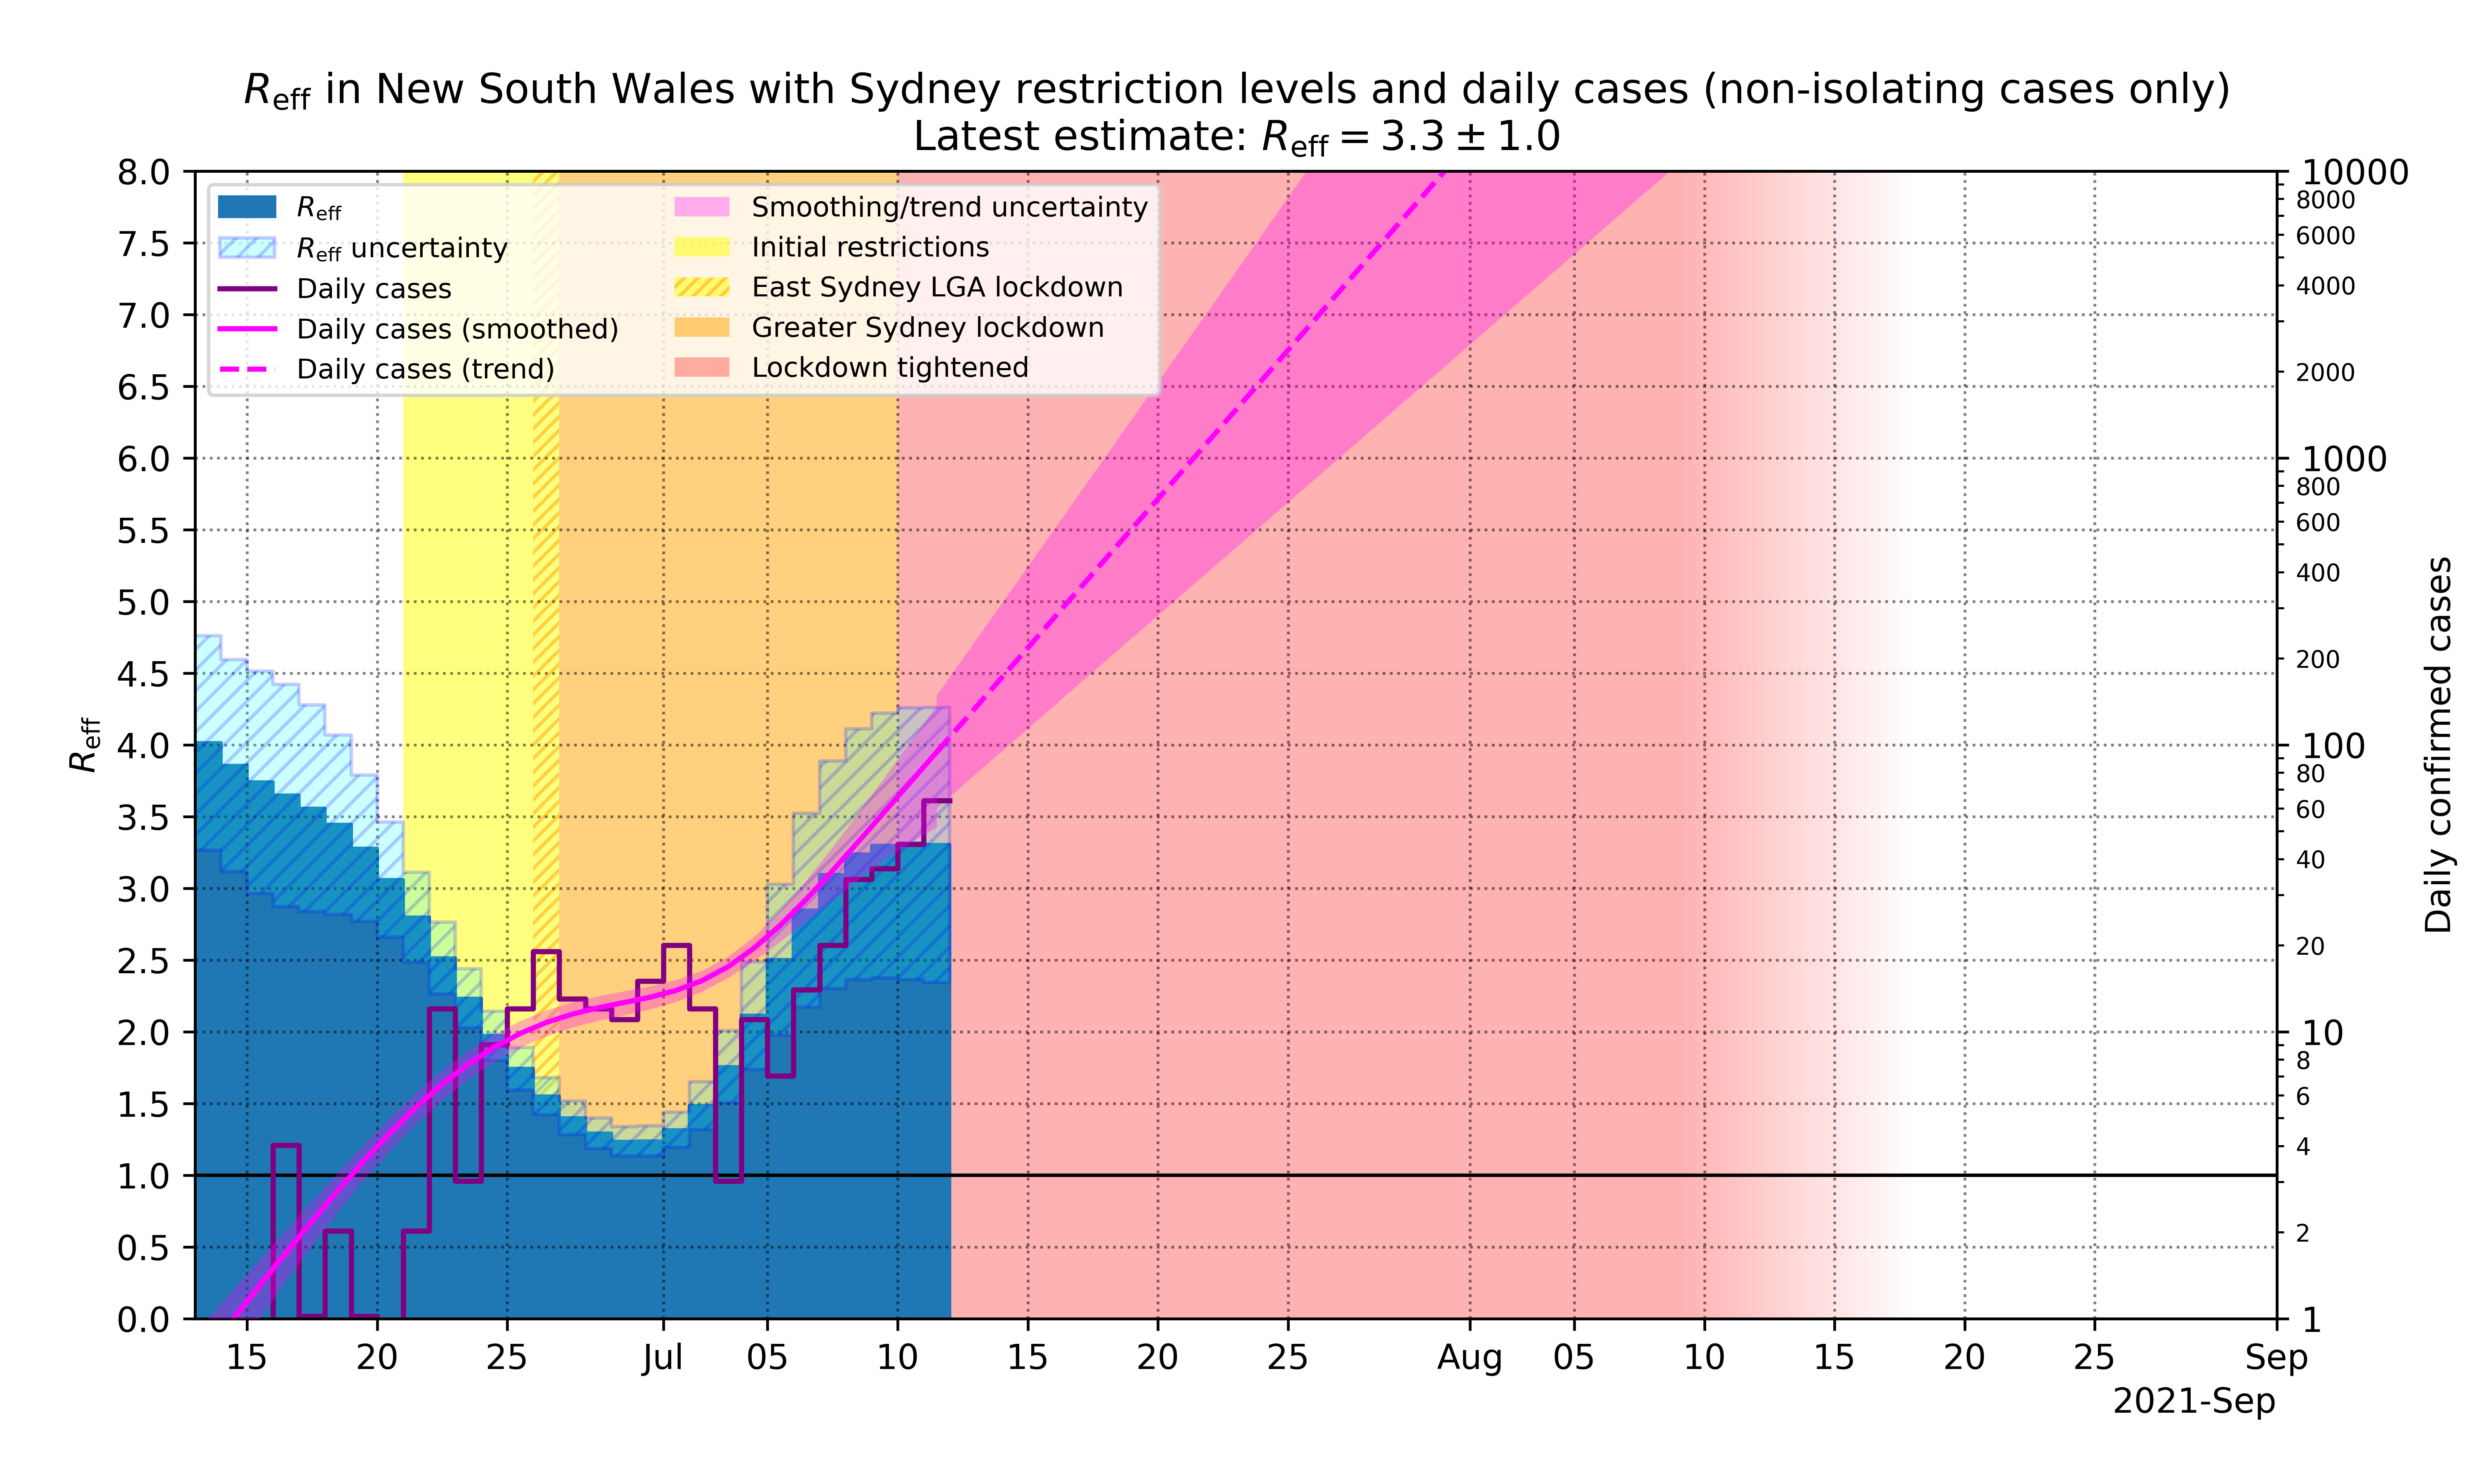 R_eff in New South Wales with Sydney restriction levels and daily cases (non-isolating cases only)
Latest estimate: R_eff = 3.3 ± 1.0
R_eff
R_eff uncertainty
Daily cases
Daily cases (smoothed)
Daily cases (trend)
Smoothing/trend uncertainty
Initial restrictions
East Sydney LGA lockdown
Greater Sydney lockdown
Lockdown tightened
R_eff
8.0
7.5
7.0
6.5
6.0
5.5
5.0
4.5
4.0
3.5
3.0
2.5
2.0
1.5
1.0
0.5
0.0
10000
8000
6000
4000
2000
1000
800
600
400
200
100
80
60
40
20
10
8
6
4
2
1
Daily confirmed cases
15 20 25 Jul 05 10 15 20 25 Aug 05 10 15 20 25 Sep
2021-Sep